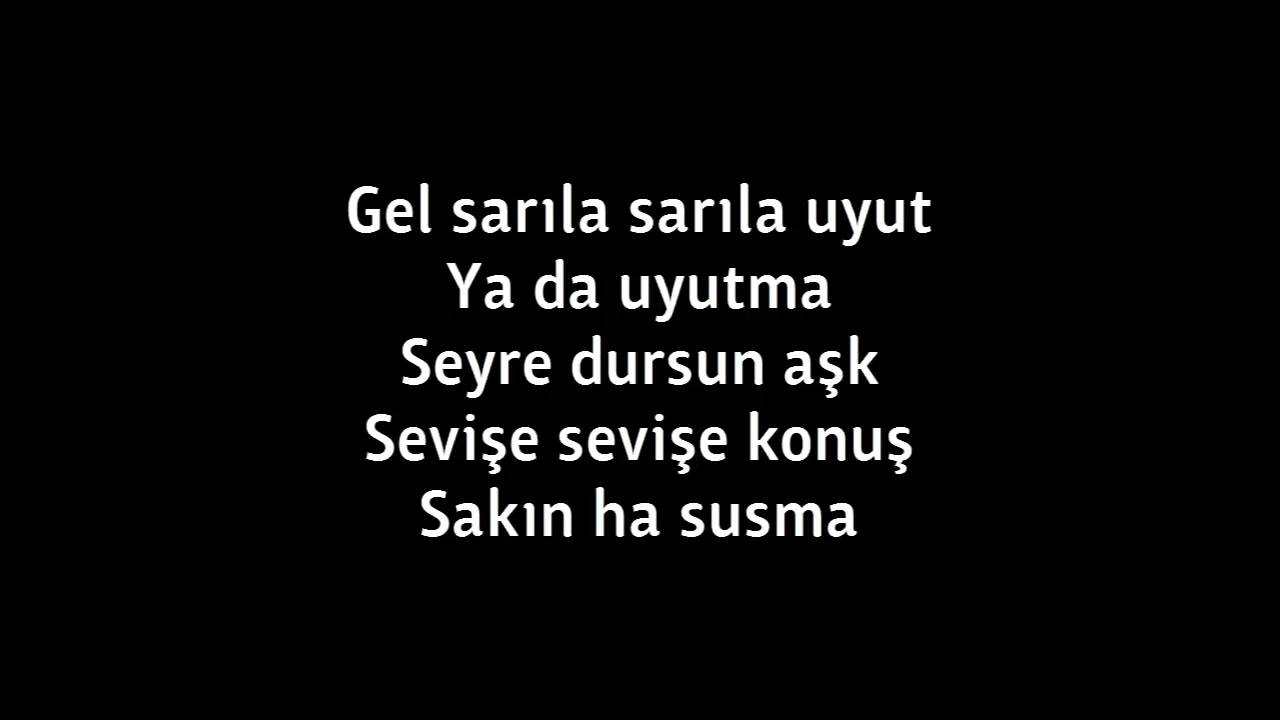 Gel sarıla sarıla uyut
Ya da uyutma
Seyre dursun aşk
Sevişe sevişe konuş
Sakın ha susma